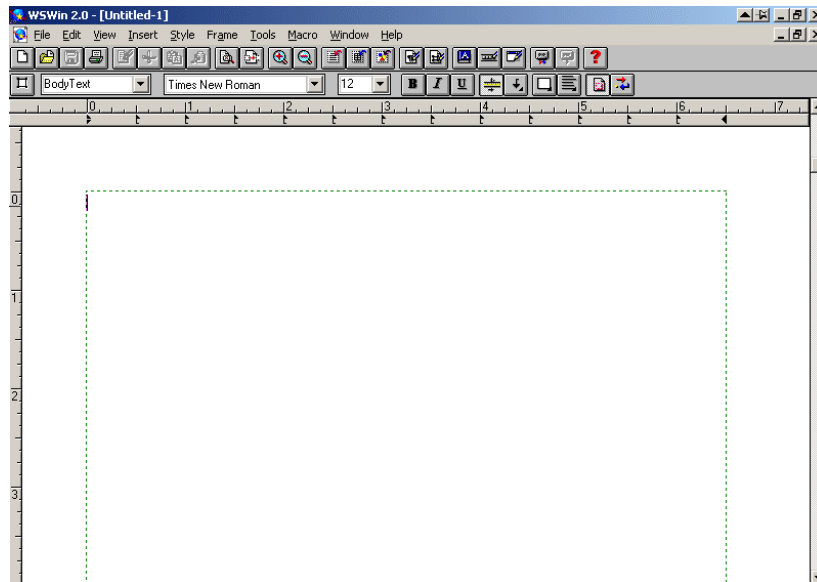 WSWin 2.0 - [Untitled-1]
File Edit View Insert Style Frame Tools Macro Window Help
BodyText Times New Roman 12 B I U
0 1 2 3 4 5 6 7
0
1
2
3